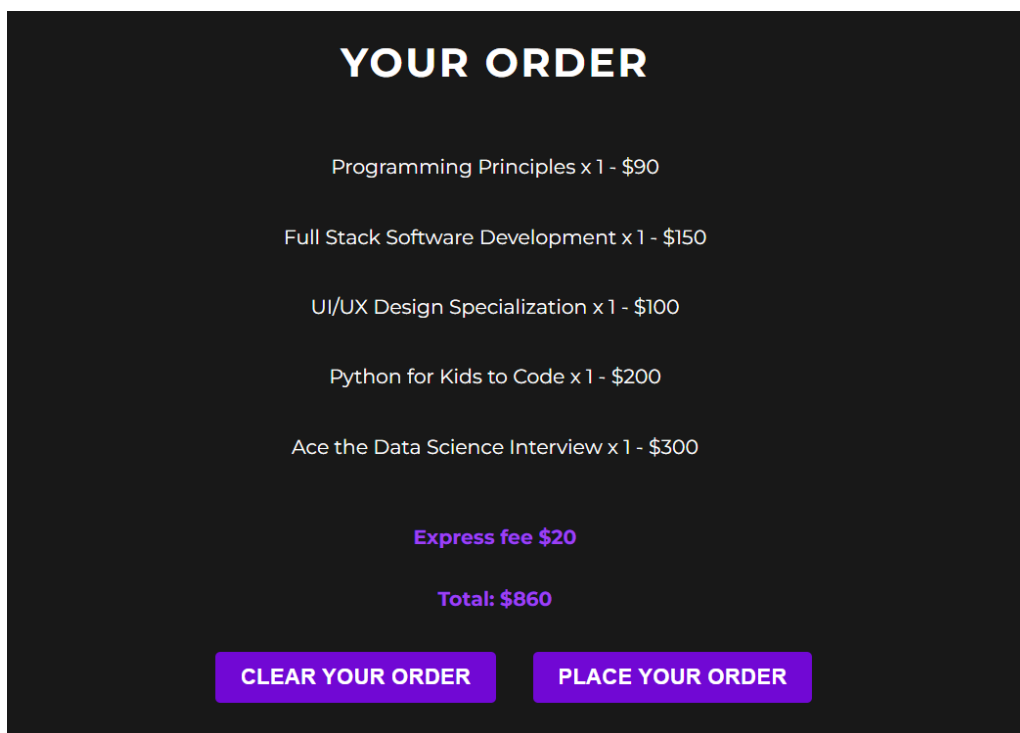 YOUR ORDER
Programming Principles x 1 - $90
Full Stack Software Development x 1 - $150
UI/UX Design Specialization x 1 - $100
Python for Kids to Code x 1 - $200
Ace the Data Science Interview x 1 - $300
Express fee $20
Total: $860
CLEAR YOUR ORDER
PLACE YOUR ORDER